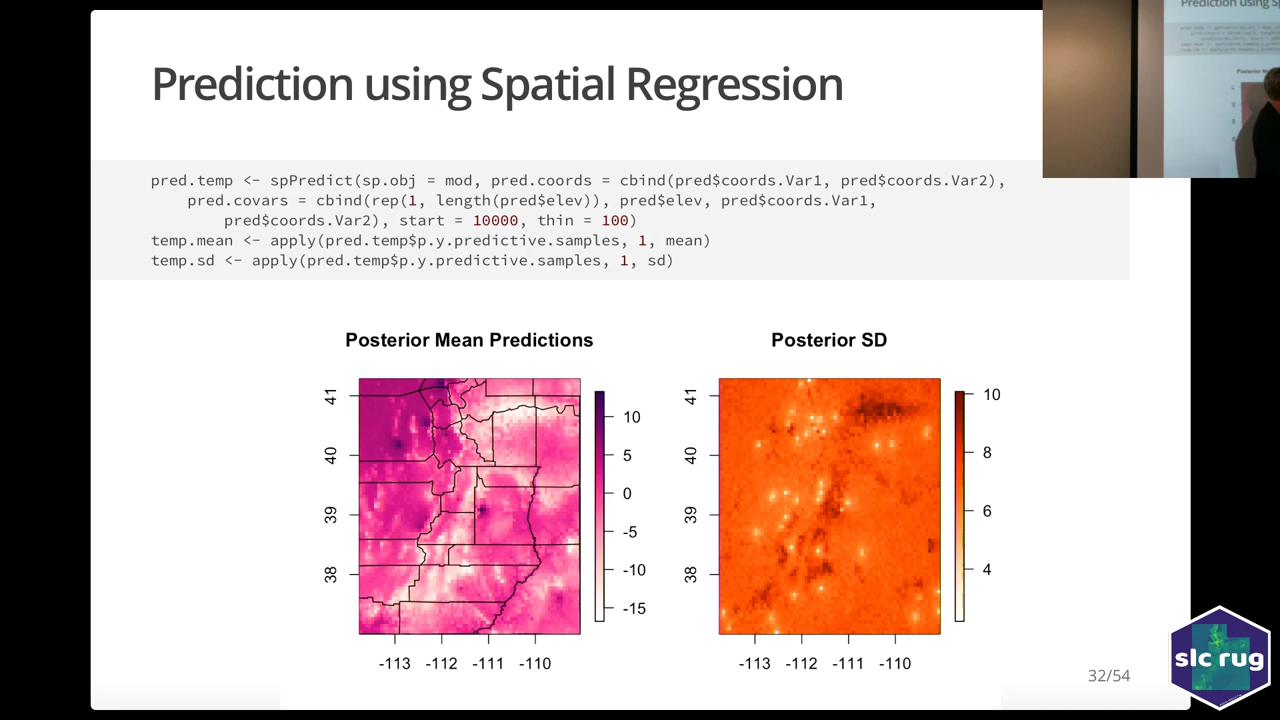 Prediction using Spatial Regression
pred.temp <- spPredict(sp.obj = mod, pred.coords = cbind(pred$coords.Var1, pred$coords.Var2),
pred.covars = cbind(rep(1, length(pred$elev)), pred$elev, pred$coords.Var1,
pred$coords.Var2), start = 10000, thin = 100)
temp.mean <- apply(pred.temp$p.y.predictive.samples, 1, mean)
temp.sd <- apply(pred.temp$p.y.predictive.samples, 1, sd)
Posterior Mean Predictions
41
40
39
38
-113 -112 -111 -110
10
5
0
-5
-10
-15
Posterior SD
41
40
39
38
-113 -112 -111 -110
10
8
6
4
32/54
slc rug
Prediction using S